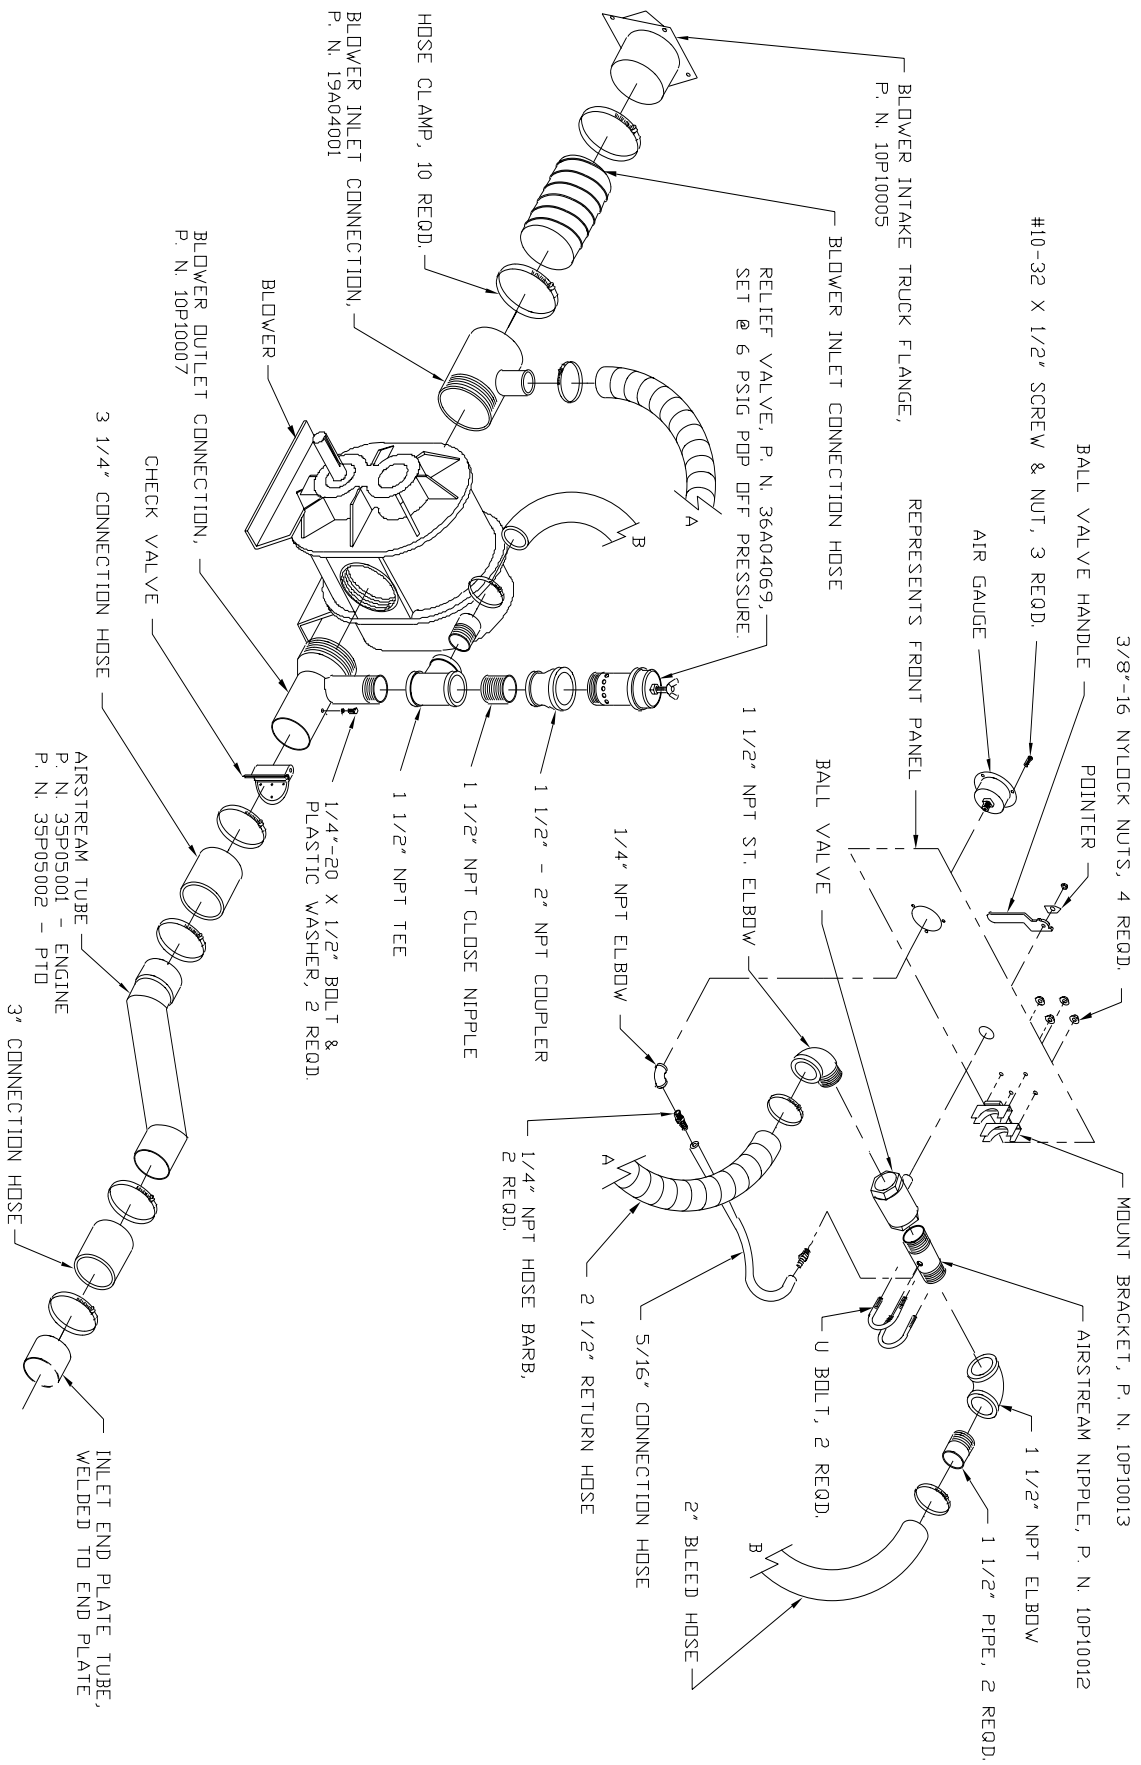 BLOWER INTAKE TRUCK FLANGE,
P. N. 10P10005
BLOWER INLET CONNECTION HOSE
RELIEF VALVE, P. N. 36A04069,
SET @ 6 PSIG POP OFF PRESSURE.
HOSE CLAMP, 10 REQD.
BLOWER INLET CONNECTION,
P. N. 19A04001
BLOWER
BLOWER OUTLET CONNECTION,
P. N. 10P10007
CHECK VALVE
3 1/4" CONNECTION HOSE
AIRSTREAM TUBE
P. N. 35P05001 - ENGINE
P. N. 35P05002 - PTO
3" CONNECTION HOSE
INLET END PLATE TUBE,
WELDED TO END PLATE
A
B
1/4"-20 X 1/2" BOLT &
PLASTIC WASHER, 2 REQD.
1 1/2" NPT TEE
1 1/2" NPT CLOSE NIPPLE
1 1/2" - 2" NPT COUPLER
3/8"-16 NYLOCK NUTS, 4 REQD.
POINTER
BALL VALVE HANDLE
#10-32 X 1/2" SCREW & NUT, 3 REQD.
AIR GAUGE
REPRESENTS FRONT PANEL
BALL VALVE
1 1/2" NPT ST. ELBOW
1/4" NPT ELBOW
MOUNT BRACKET, P. N. 10P10013
AIRSTREAM NIPPLE, P. N. 10P10012
1 1/2" NPT ELBOW
1 1/2" PIPE, 2 REQD.
U BOLT, 2 REQD.
2" BLEED HOSE
B
5/16" CONNECTION HOSE
2 1/2" RETURN HOSE
A
1/4" NPT HOSE BARB,
2 REQD.